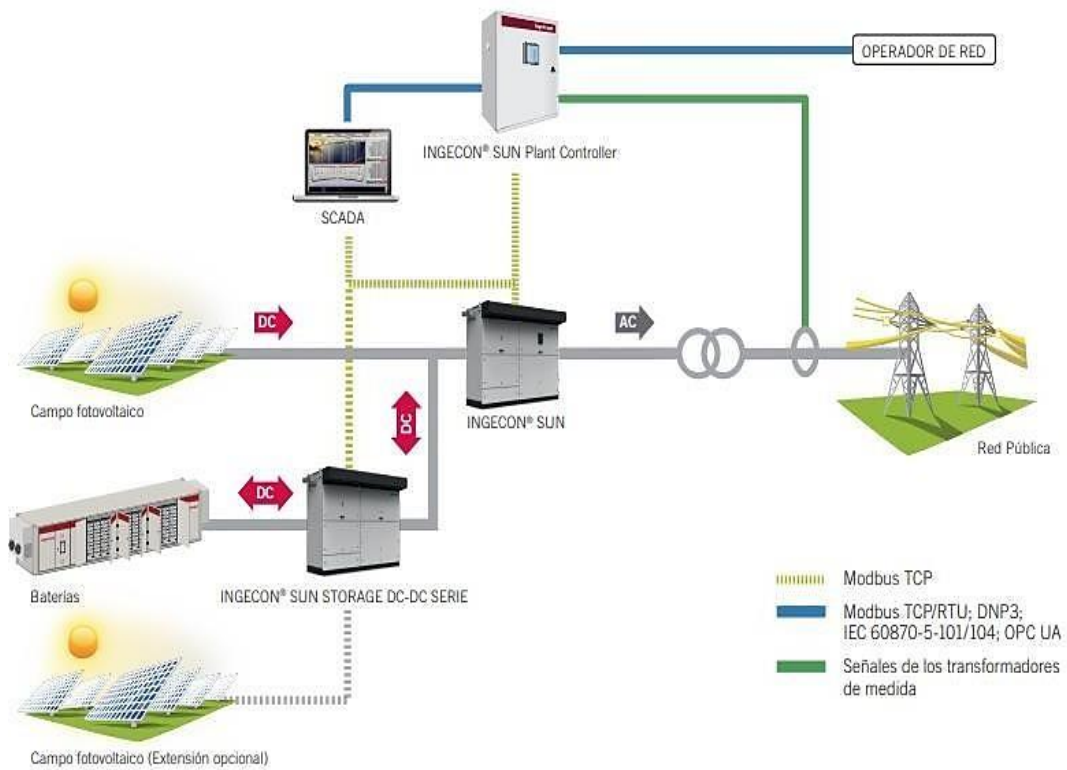 OPERADOR DE RED
INGECON® SUN Plant Controller
SCADA
DC
AC
Campo fotovoltaico
INGECON® SUN
DC
Red Pública
DC
Baterías
INGECON® SUN STORAGE DC-DC SERIE
Modbus TCP
Modbus TCP/RTU; DNP3;
IEC 60870-5-101/104; OPC UA
Señales de los transformadores
de medida
Campo fotovoltaico (Extensión opcional)